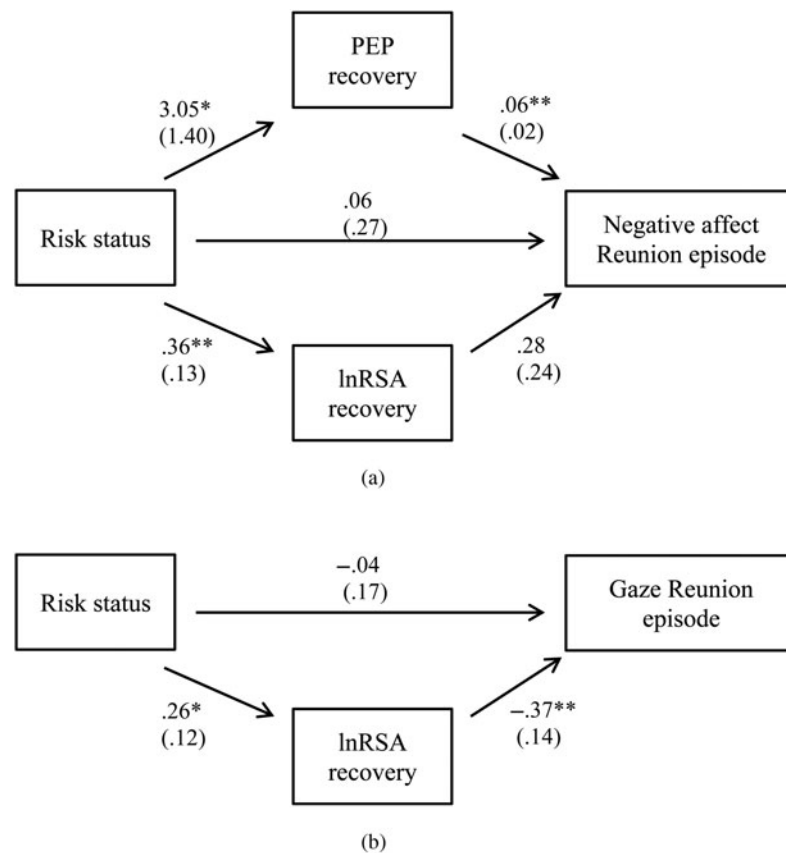 PEP
recovery
3.05*
(1.40)
.06**
(.02)
Risk status
.06
(.27)
Negative affect
Reunion episode
.36**
(.13)
lnRSA
recovery
.28
(.24)
(a)
Risk status
−.04
(.17)
Gaze Reunion
episode
.26*
(.12)
lnRSA
recovery
−.37**
(.14)
(b)